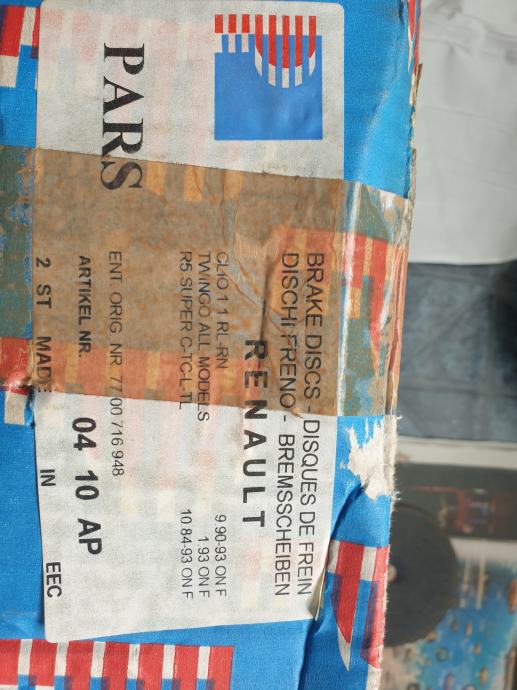 PARS
BRAKE DISCS - DISQUES DE FREIN
DISCHI FRENO - BREMSSCHEIBEN
RENAULT
CLIO 1 1 RL-RN 9.90-93 ON F
TWINGO ALL MODELS 1.93 ON F
R5 SUPER C-TC-L-TL 10.84-93 ON F
ENT. ORIG. NR. 77 00 716 948
ARTIKEL NR. 04 10 AP
2 ST MADE IN EEC